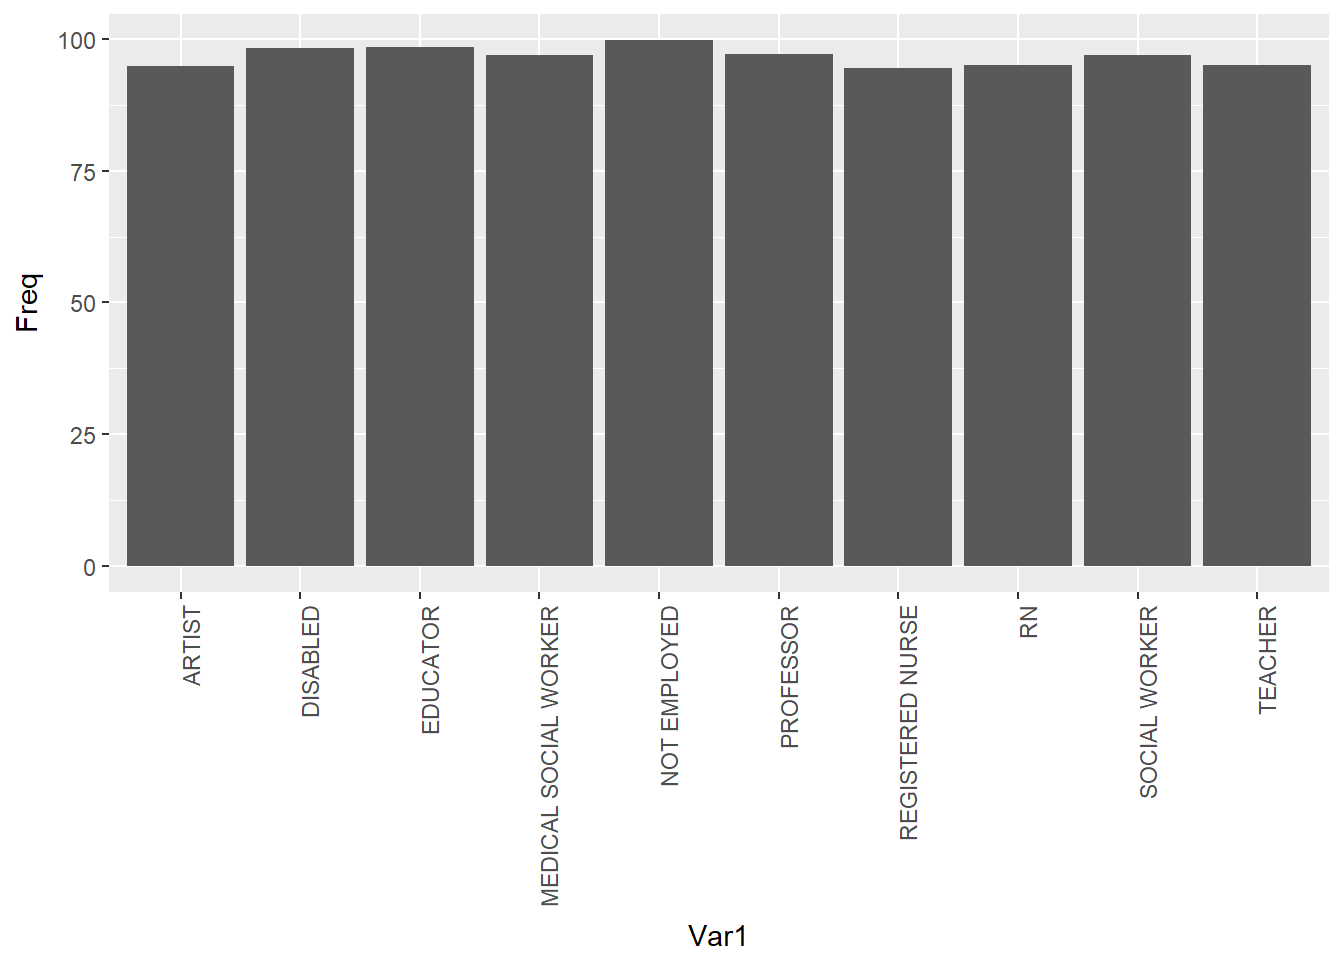 100
75
50
25
0
Freq
ARTIST
DISABLED
EDUCATOR
MEDICAL SOCIAL WORKER
NOT EMPLOYED
PROFESSOR
REGISTERED NURSE
RN
SOCIAL WORKER
TEACHER
Var1